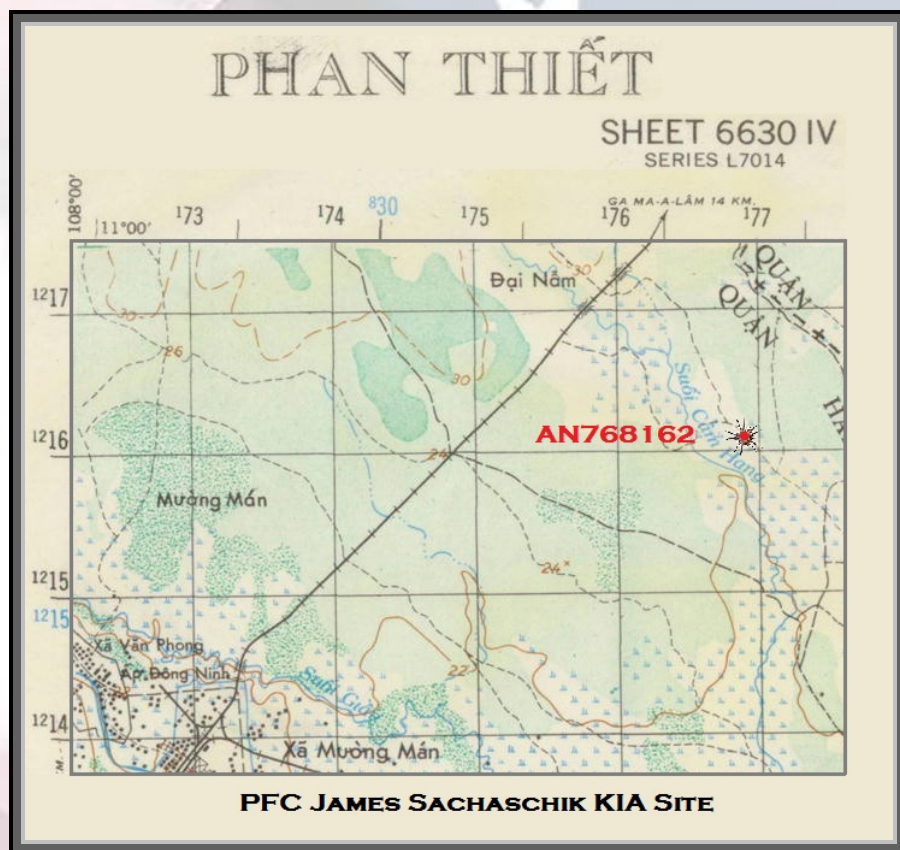 PHAN THIẾT
SHEET 6630 IV
SERIES L7014
GA MA-A-LÂM 14 KM.
108°00'
11°00'
173
174
830
175
176
177
QUẬN
QUẬN
Đại Nẫm
30
1217
30
26
30
Suối Cẩm Hang
HA
AN768162
1216
24
Mường Mán
24
1215
1215
Xã Văn Phong
Ấp Đông Ninh
22
Suối
1214
Xã Mường Mán
PFC JAMES SACHASCHIK KIA SITE